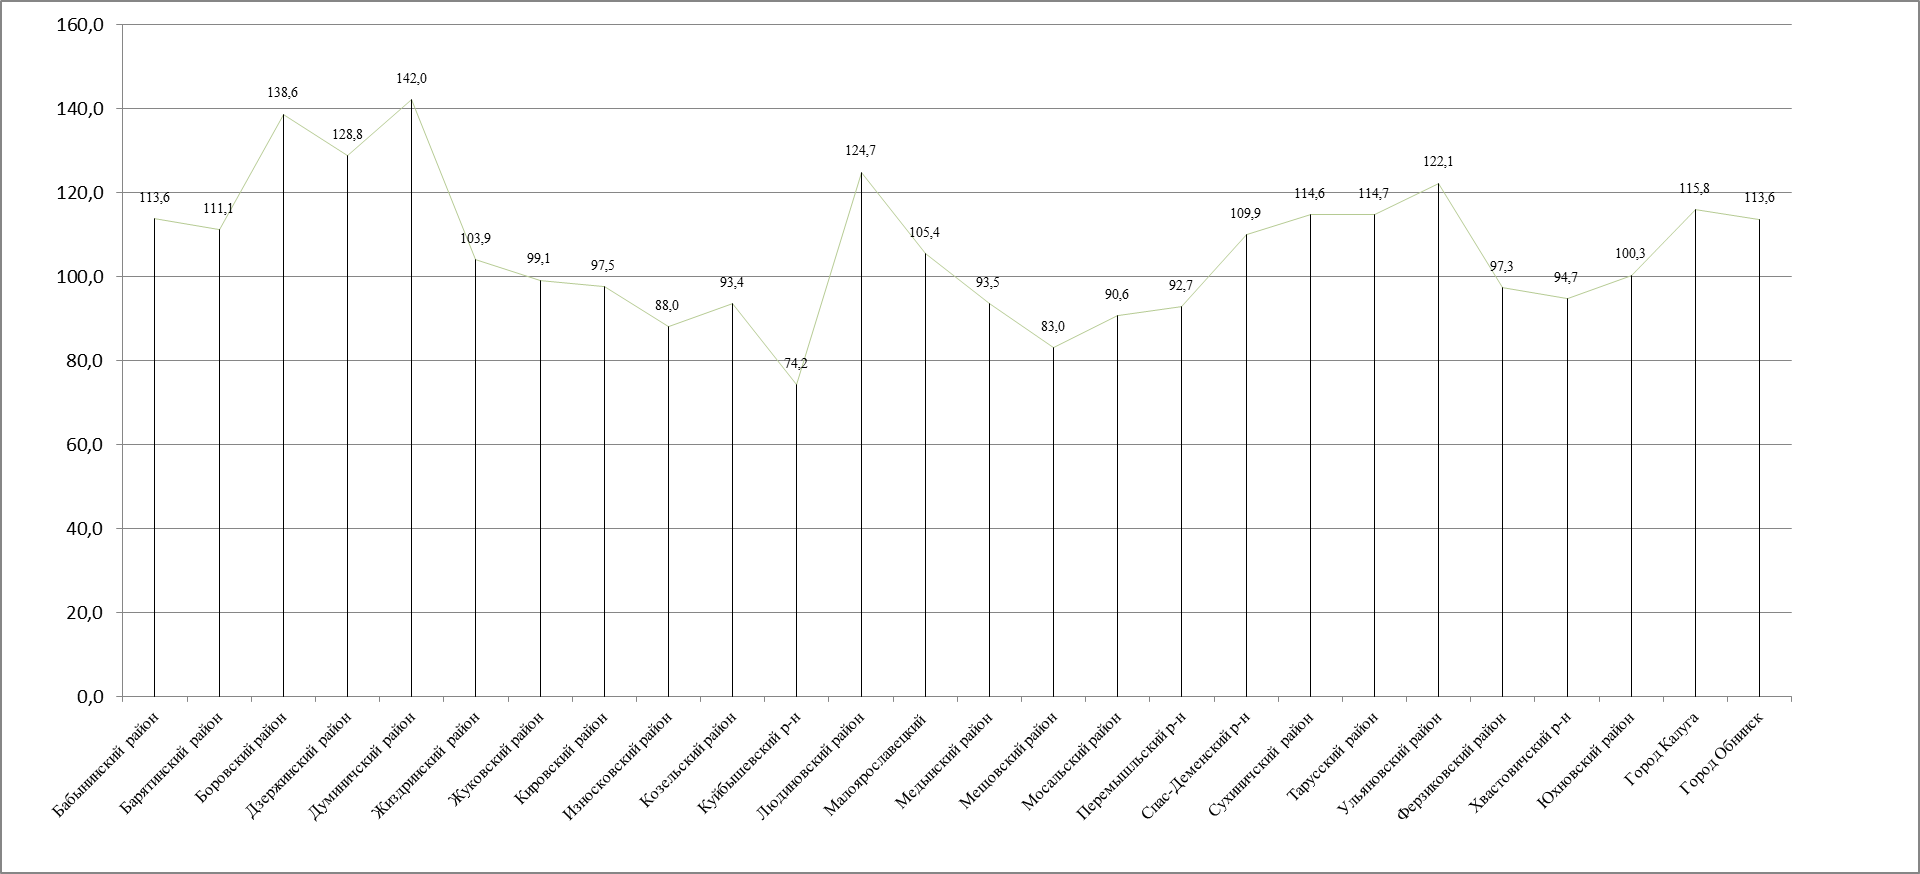 160,0
140,0
120,0
100,0
80,0
60,0
40,0
20,0
0,0
113,6
111,1
138,6
128,8
142,0
103,9
99,1
97,5
88,0
93,4
74,2
124,7
105,4
93,5
83,0
90,6
92,7
109,9
114,6
114,7
122,1
97,3
94,7
100,3
115,8
113,6
Бабынинский район
Барятинский район
Боровский район
Дзержинский район
Думиничский район
Жиздринский район
Жуковский район
Кировский район
Износковский район
Козельский район
Куйбышевский р-н
Людиновский район
Малоярославецкий
Медынский район
Мещовский район
Мосальский район
Перемышльский р-н
Спас-Деменский р-н
Сухиничский район
Тарусский район
Ульяновский район
Ферзиковский район
Хвастовичский р-н
Юхновский район
Город Калуга
Город Обнинск